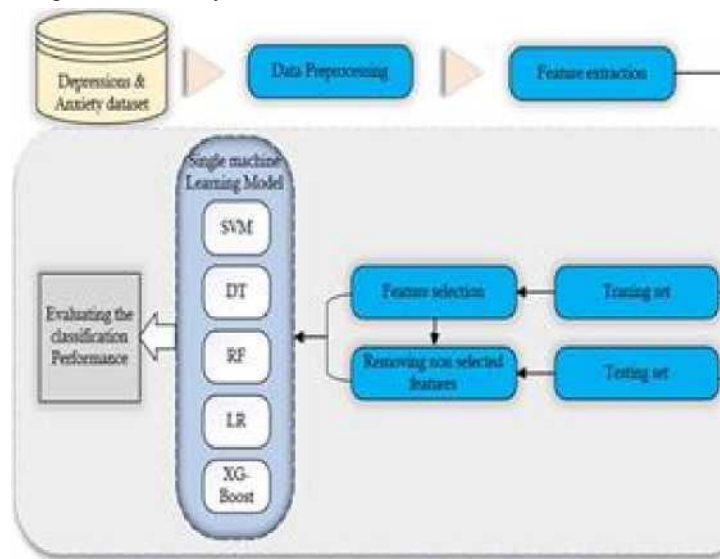 Depressions &
Anxiety dataset
Data Preprocessing
Feature extraction
Single machine
Learning Model
SVM
DT
RF
LR
XG-
Boost
Evaluating the
classification
Performance
Feature selection
Removing non selected
features
Traning set
Testing set